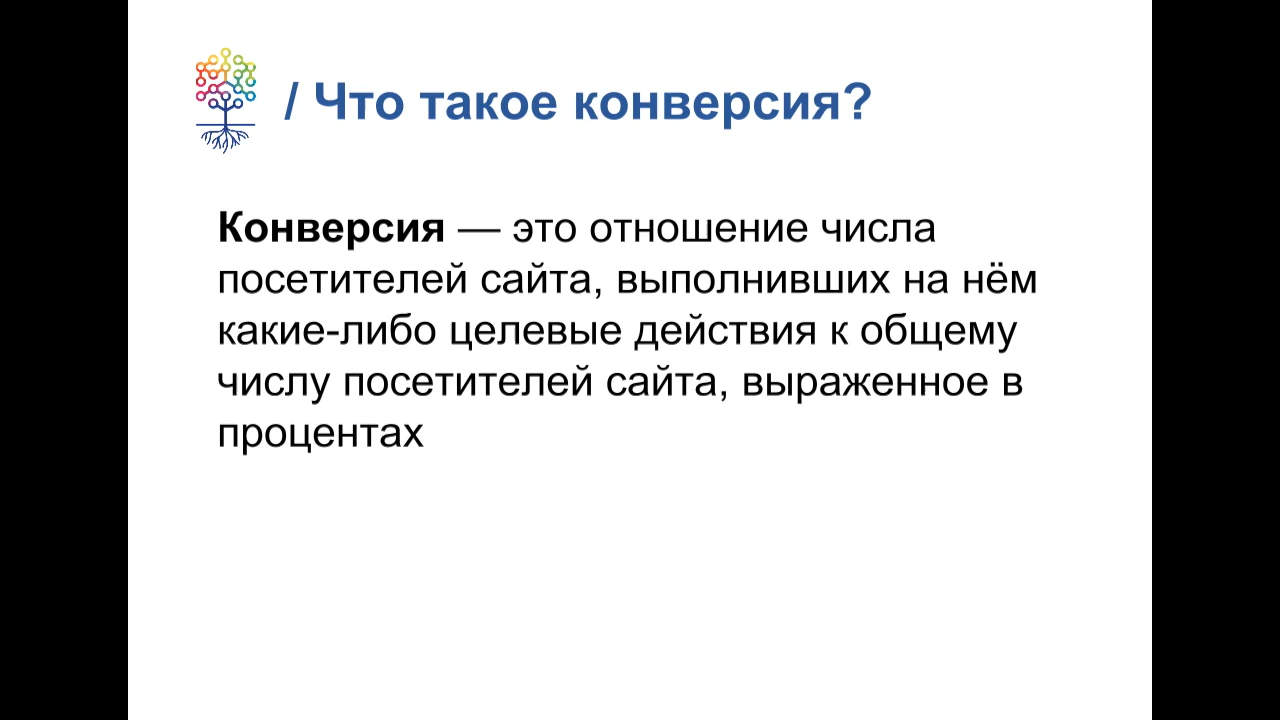 / Что такое конверсия?
Конверсия — это отношение числа
посетителей сайта, выполнивших на нём
какие-либо целевые действия к общему
числу посетителей сайта, выраженное в
процентах